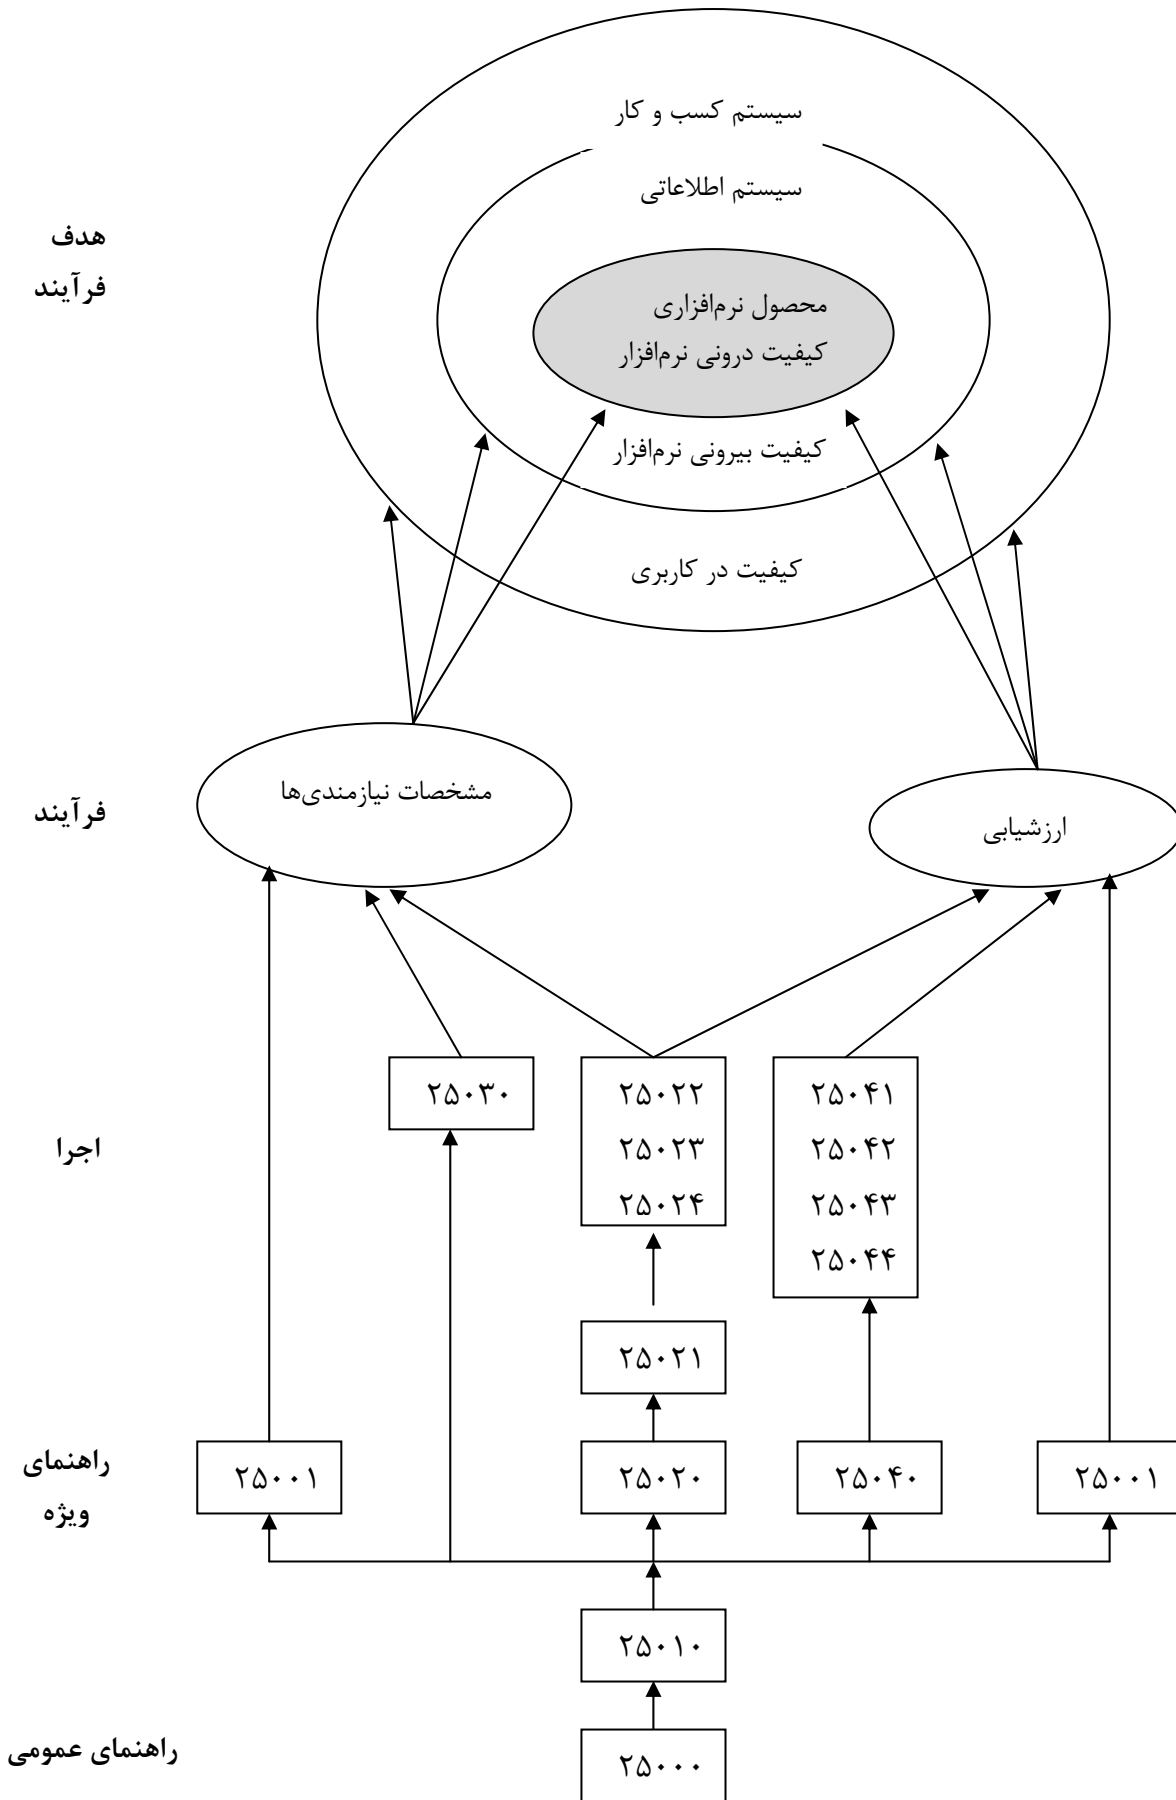 سیستم کسب و کار
سیستم اطلاعاتی
هدف
فرآیند
محصول نرم‌افزاری
کیفیت درونی نرم‌افزار
کیفیت بیرونی نرم‌افزار
کیفیت در کاربری
فرآیند
مشخصات نیازمندی‌ها
ارزشیابی
اجرا
۲۵۰۳۰
۲۵۰۲۲
۲۵۰۲۳
۲۵۰۲۴
۲۵۰۴۱
۲۵۰۴۲
۲۵۰۴۳
۲۵۰۴۴
۲۵۰۲۱
راهنمای
ویژه
۲۵۰۰۱
۲۵۰۲۰
۲۵۰۴۰
۲۵۰۰۱
۲۵۰۱۰
راهنمای عمومی
۲۵۰۰۰